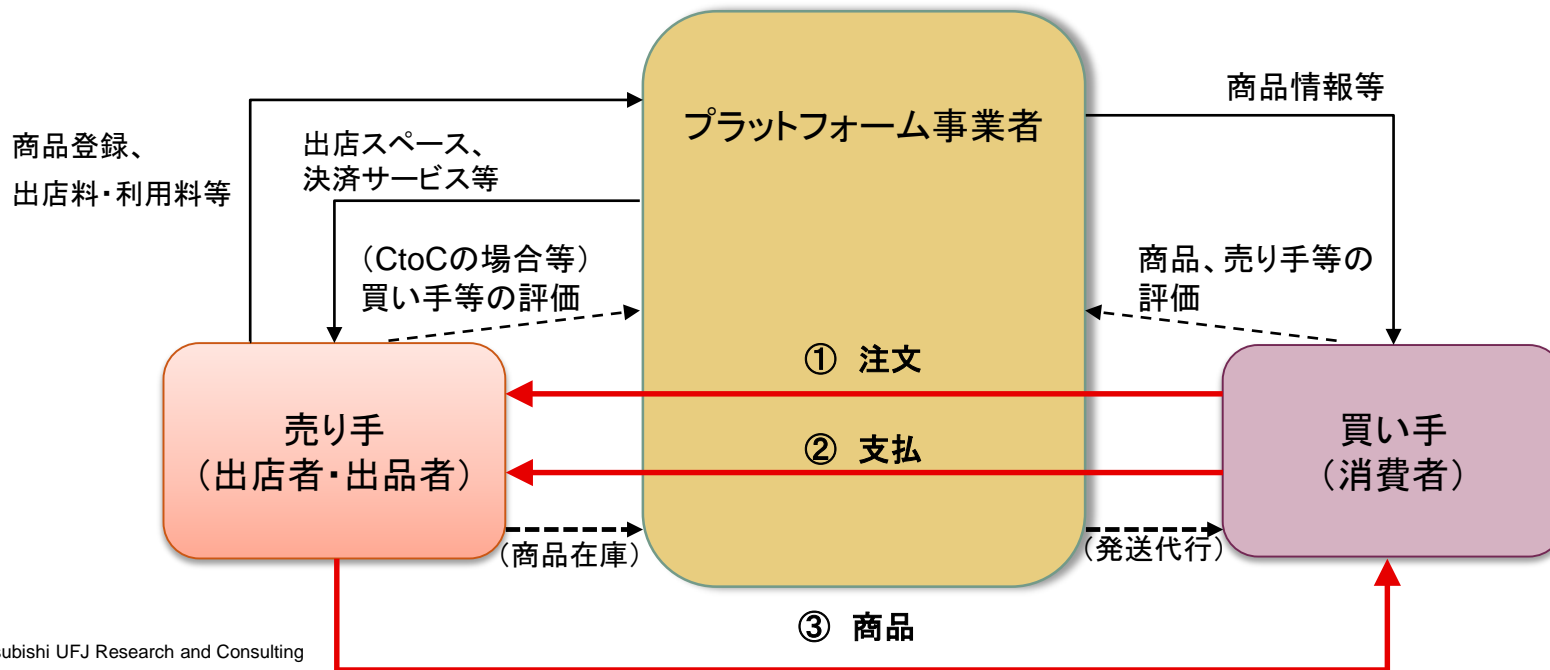 プラットフォーム事業者
商品登録、
出店料・利用料等
出店スペース、
決済サービス等
商品情報等
（CtoCの場合等）
買い手等の評価
商品、売り手等の
評価
① 注文
② 支払
売り手
（出店者・出品者）
買い手
（消費者）
（商品在庫）
（発送代行）
③ 商品
subishi UFJ Research and Consulting